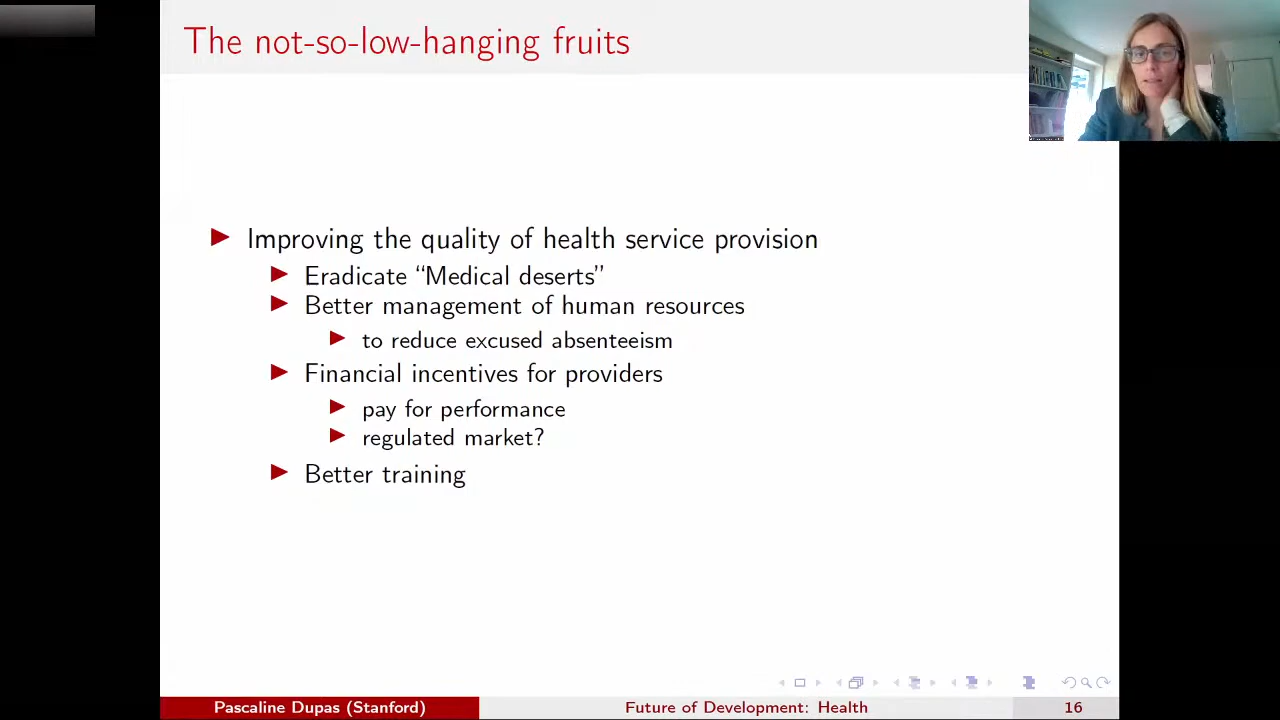 The not-so-low-hanging fruits
Improving the quality of health service provision
Eradicate “Medical deserts”
Better management of human resources
to reduce excused absenteeism
Financial incentives for providers
pay for performance
regulated market?
Better training
Pascaline Dupas (Stanford)
Future of Development: Health
16